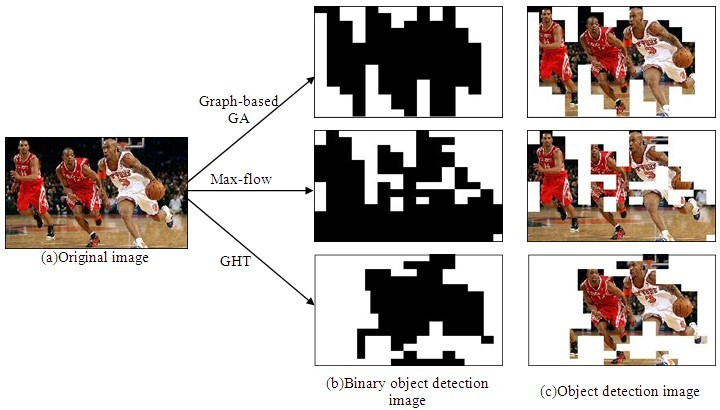 Graph-based
GA
Max-flow
GHT
(a)Original image
(b)Binary object detection
image
(c)Object detection image